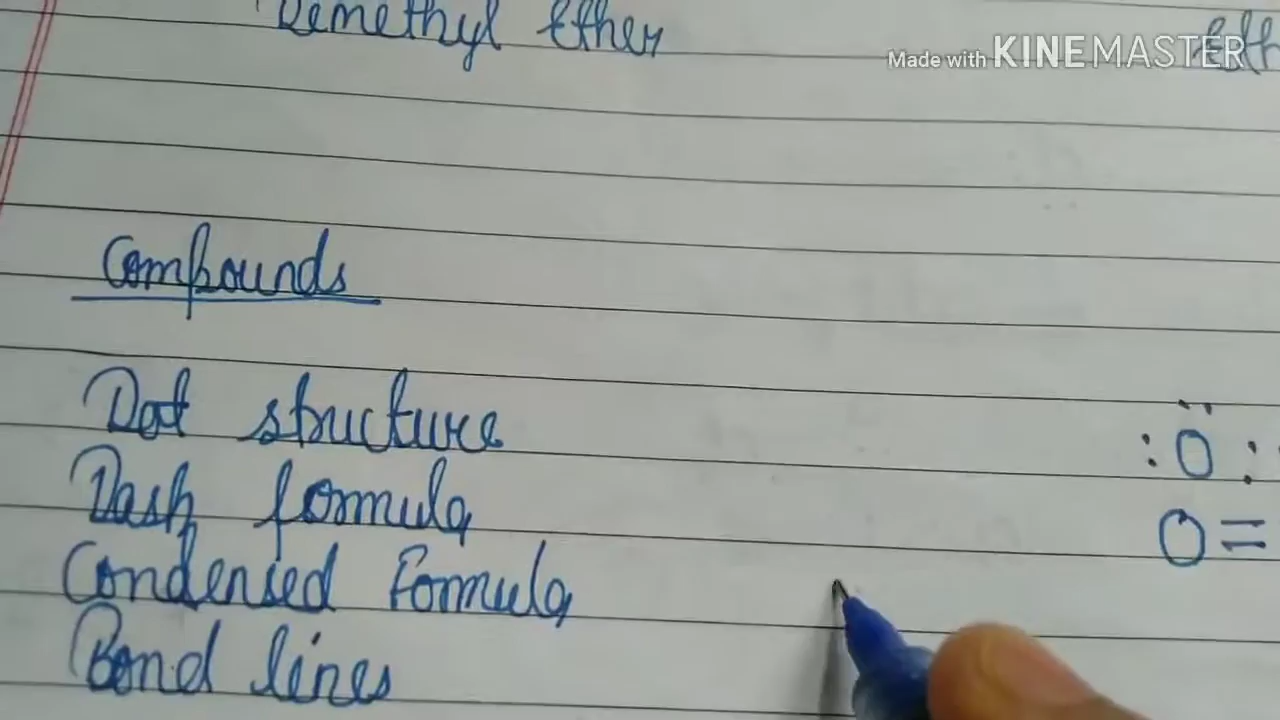 Dimethyl Ether
Made with KINEMASTER
Compounds
Dot structure
:Ö:
Dash formula
O=
Condensed Formula
Bond lines